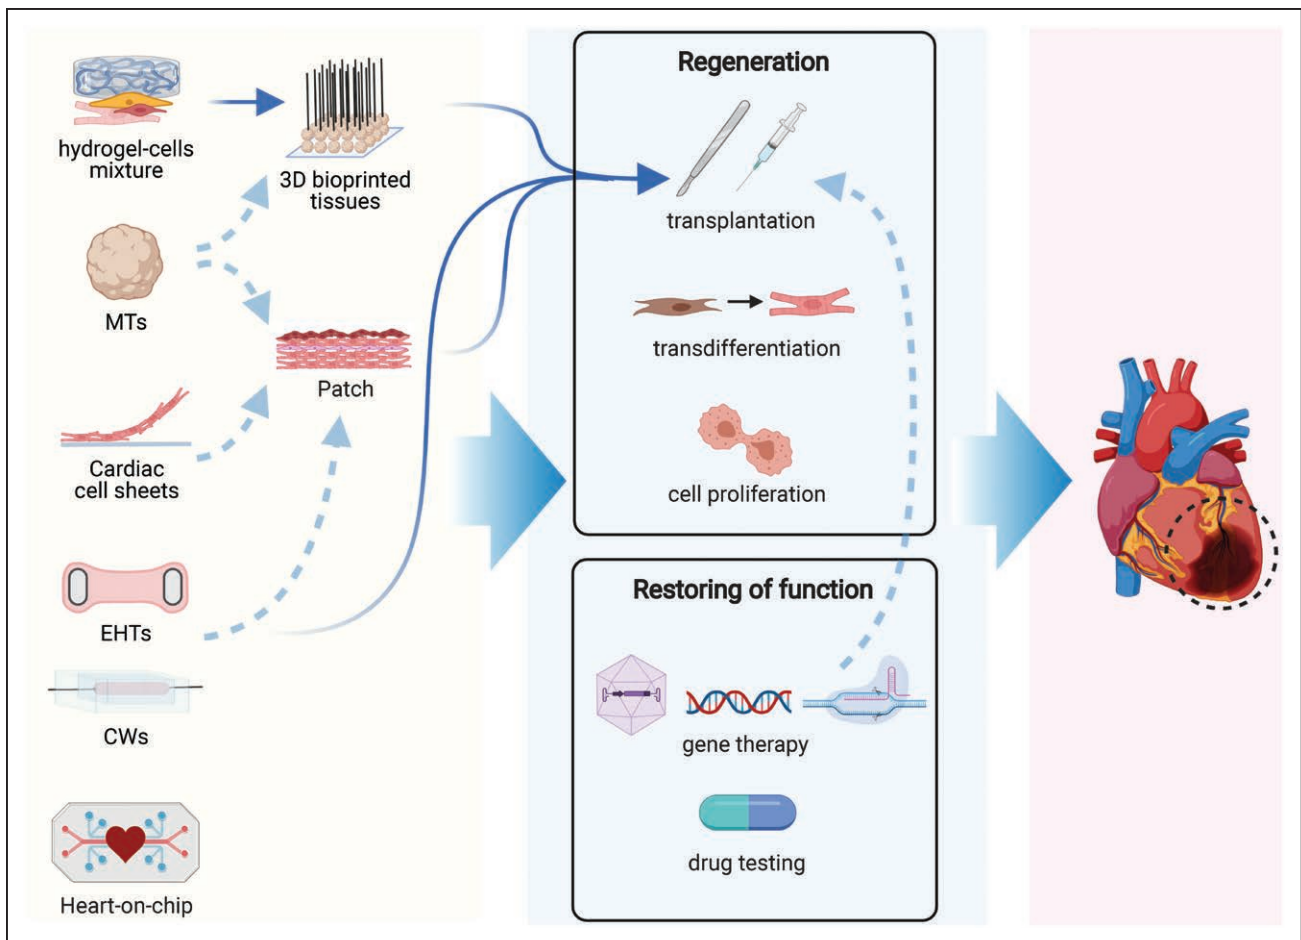 hydrogel-cells
mixture
3D bioprinted
tissues
MTs
Patch
Cardiac
cell sheets
EHTs
CWs
Heart-on-chip
Regeneration
transplantation
transdifferentiation
cell proliferation
Restoring of function
gene therapy
drug testing